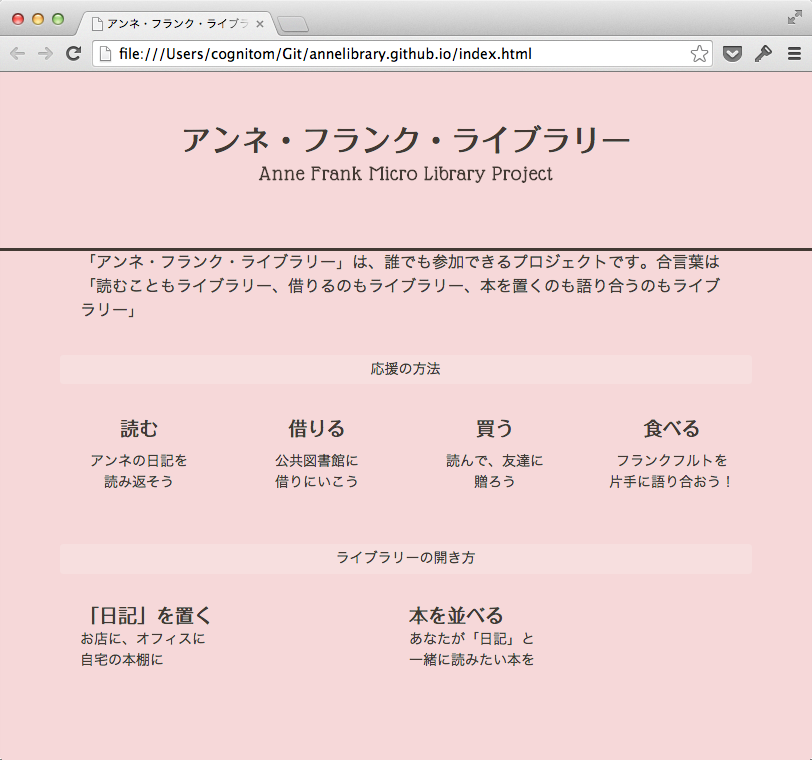 アンネ・フランク・ライブラ
file:///Users/cognitom/Git/annelibrary.github.io/index.html
アンネ・フランク・ライブラリー
Anne Frank Micro Library Project
「アンネ・フランク・ライブラリー」は、誰でも参加できるプロジェクトです。合言葉は
「読むこともライブラリー、借りるのもライブラリー、本を置くのも語り合うのもライブ
ラリー」
応援の方法
読む
アンネの日記を
読み返そう
借りる
公共図書館に
借りにいこう
買う
読んで、友達に
贈ろう
食べる
フランクフルトを
片手に語り合おう！
ライブラリーの開き方
「日記」を置く
お店に、オフィスに
自宅の本棚に
本を並べる
あなたが「日記」と
一緒に読みたい本を